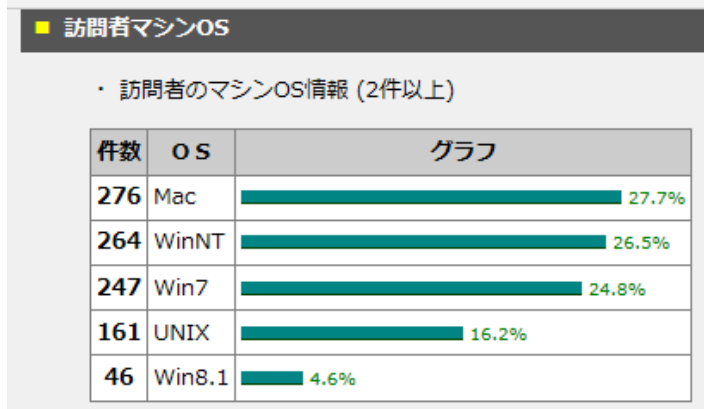 訪問者マシンOS
・ 訪問者のマシンOS情報 (2件以上)
件数 O S グラフ
276 Mac 27.7%
264 WinNT 26.5%
247 Win7 24.8%
161 UNIX 16.2%
46 Win8.1 4.6%